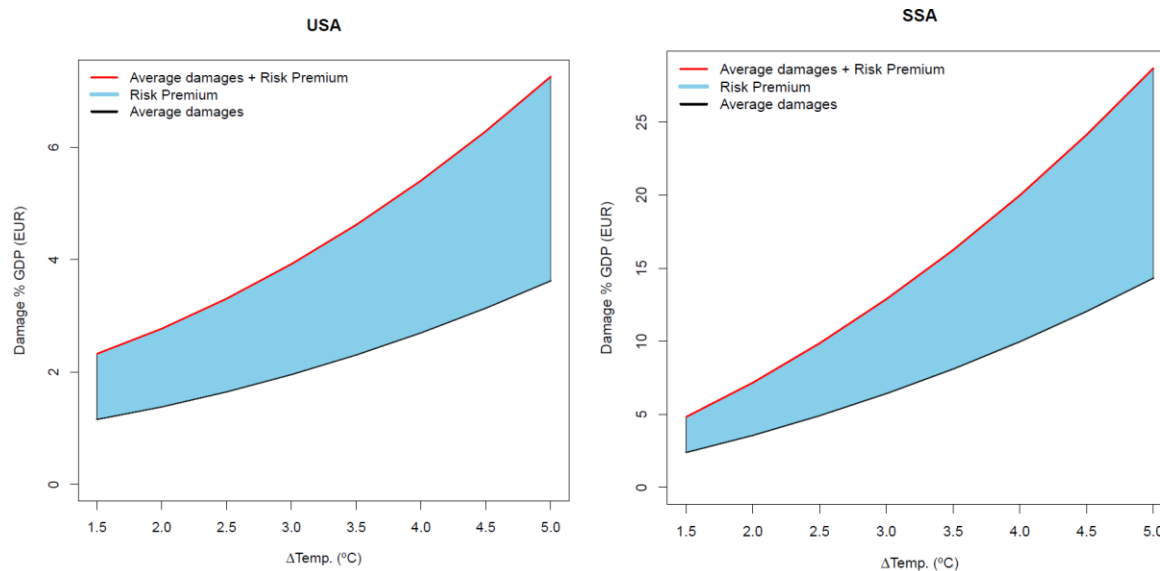 USA
Average damages + Risk Premium
Risk Premium
Average damages
Damage % GDP (EUR)
6
4
2
0
1.5 2.0 2.5 3.0 3.5 4.0 4.5 5.0
ΔTemp. (ºC)
SSA
Average damages + Risk Premium
Risk Premium
Average damages
Damage % GDP (EUR)
25
20
15
10
5
0
1.5 2.0 2.5 3.0 3.5 4.0 4.5 5.0
ΔTemp. (ºC)